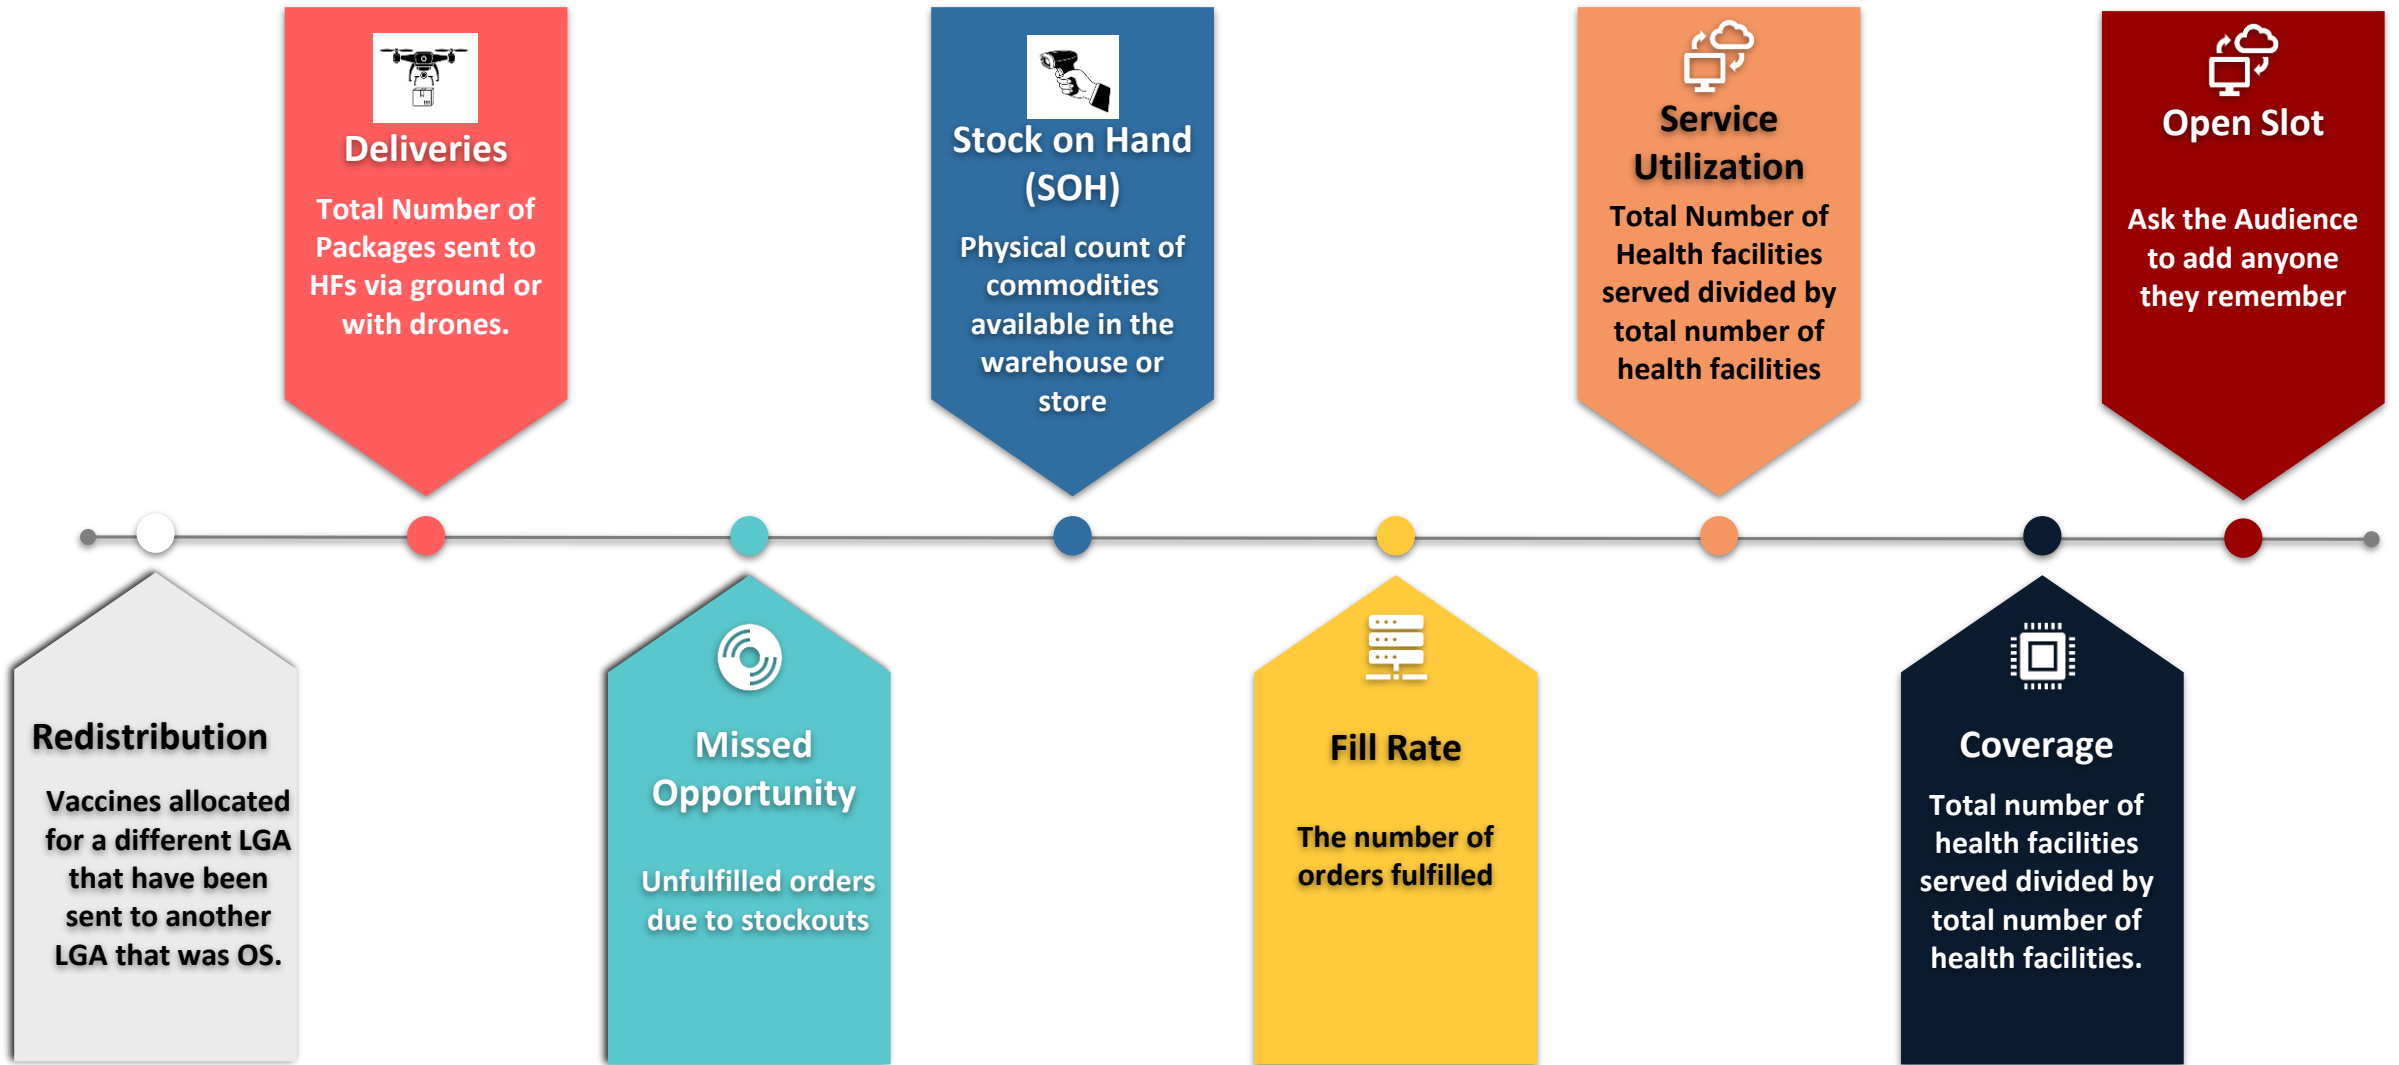 Deliveries
Total Number of
Packages sent to
HFs via ground or
with drones.
Stock on Hand
(SOH)
Physical count of
commodities
available in the
warehouse or
store
Service
Utilization
Total Number of
Health facilities
served divided by
total number of
health facilities
Open Slot
Ask the Audience
to add anyone
they remember
Redistribution
Vaccines allocated
for a different LGA
that have been
sent to another
LGA that was OS.
Missed
Opportunity
Unfulfilled orders
due to stockouts
Fill Rate
The number of
orders fulfilled
Coverage
Total number of
health facilities
served divided by
total number of
health facilities.